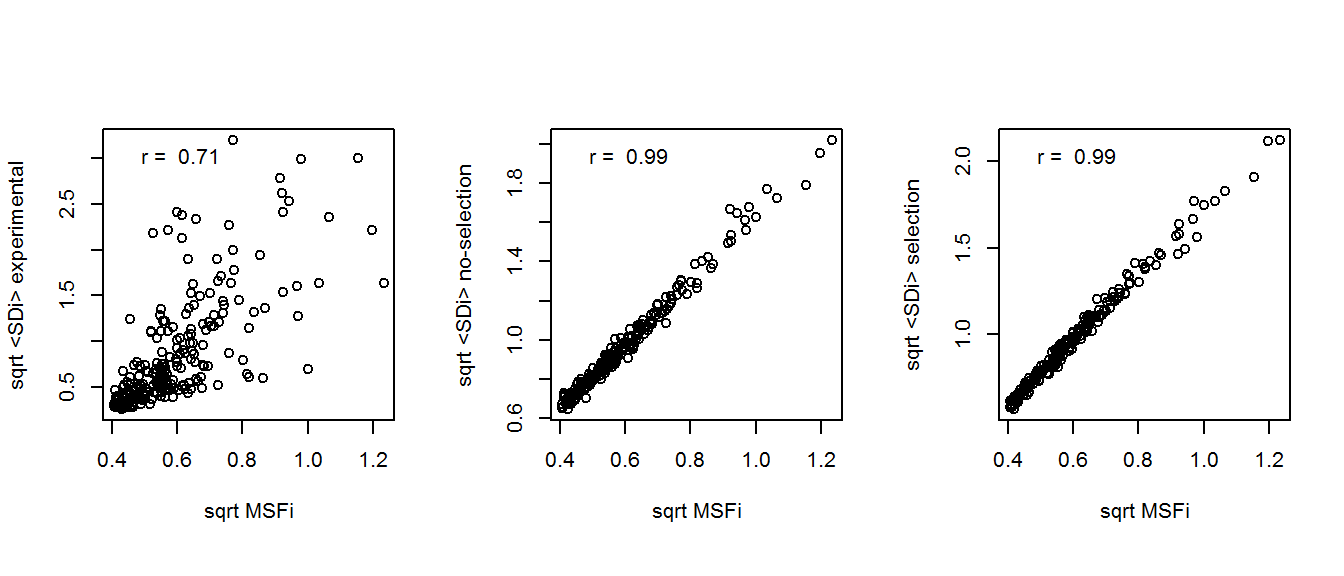 sqrt <SDi> experimental
2.5
1.5
0.5
r = 0.71
0.4 0.6 0.8 1.0 1.2
sqrt MSFi
sqrt <SDi> no-selection
1.8
1.4
1.0
0.6
r = 0.99
0.4 0.6 0.8 1.0 1.2
sqrt MSFi
sqrt <SDi> selection
2.0
1.5
1.0
r = 0.99
0.4 0.6 0.8 1.0 1.2
sqrt MSFi